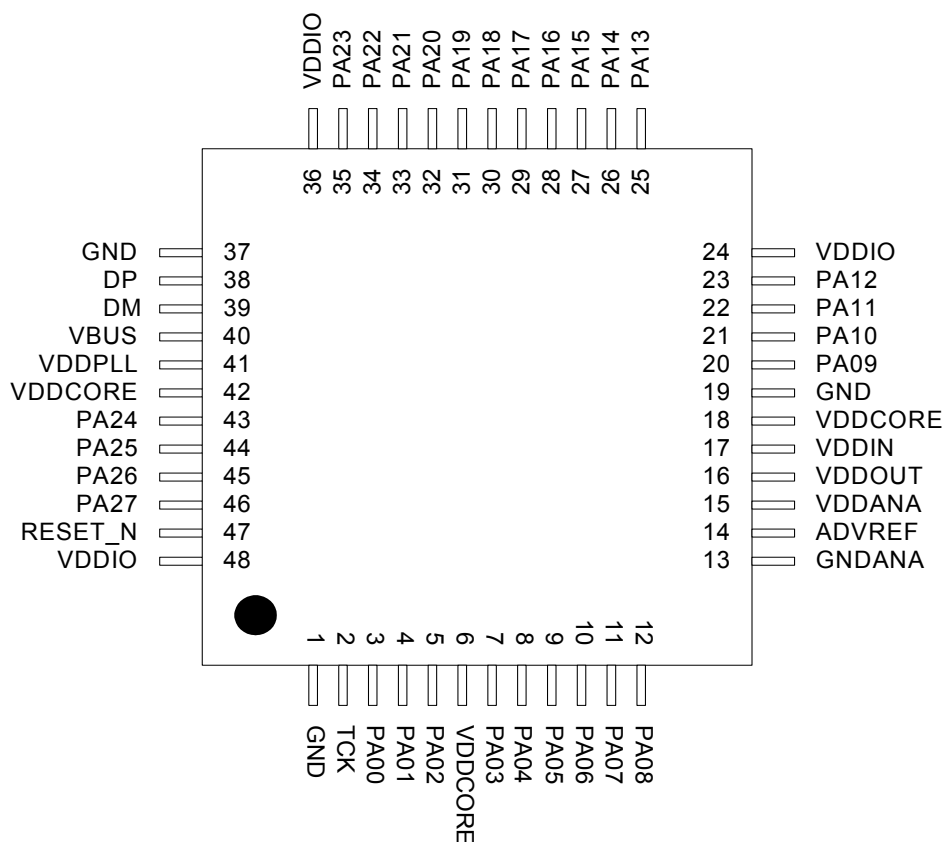 VDDIO
PA23
PA22
PA21
PA20
PA19
PA18
PA17
PA16
PA15
PA14
PA13
36
35
34
33
32
31
30
29
28
27
26
25
GND 37 24 VDDIO
DP 38 23 PA12
DM 39 22 PA11
VBUS 40 21 PA10
VDDPLL 41 20 PA09
VDDCORE 42 19 GND
PA24 43 18 VDDCORE
PA25 44 17 VDDIN
PA26 45 16 VDDOUT
PA27 46 15 VDDANA
RESET_N 47 14 ADVREF
VDDIO 48 13 GNDANA
1
2
3
4
5
6
7
8
9
10
11
12
GND
TCK
PA00
PA01
PA02
VDDCORE
PA03
PA04
PA05
PA06
PA07
PA08